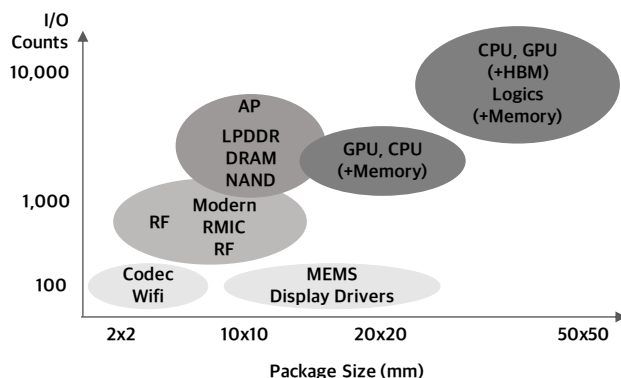 I/O
Counts
10,000
1,000
100
CPU, GPU
(+HBM)
Logics
(+Memory)
AP
LPDDR
DRAM
NAND
GPU, CPU
(+Memory)
RF
Modern
RMIC
RF
Codec
Wifi
MEMS
Display Drivers
2x2
10x10
20x20
50x50
Package Size (mm)